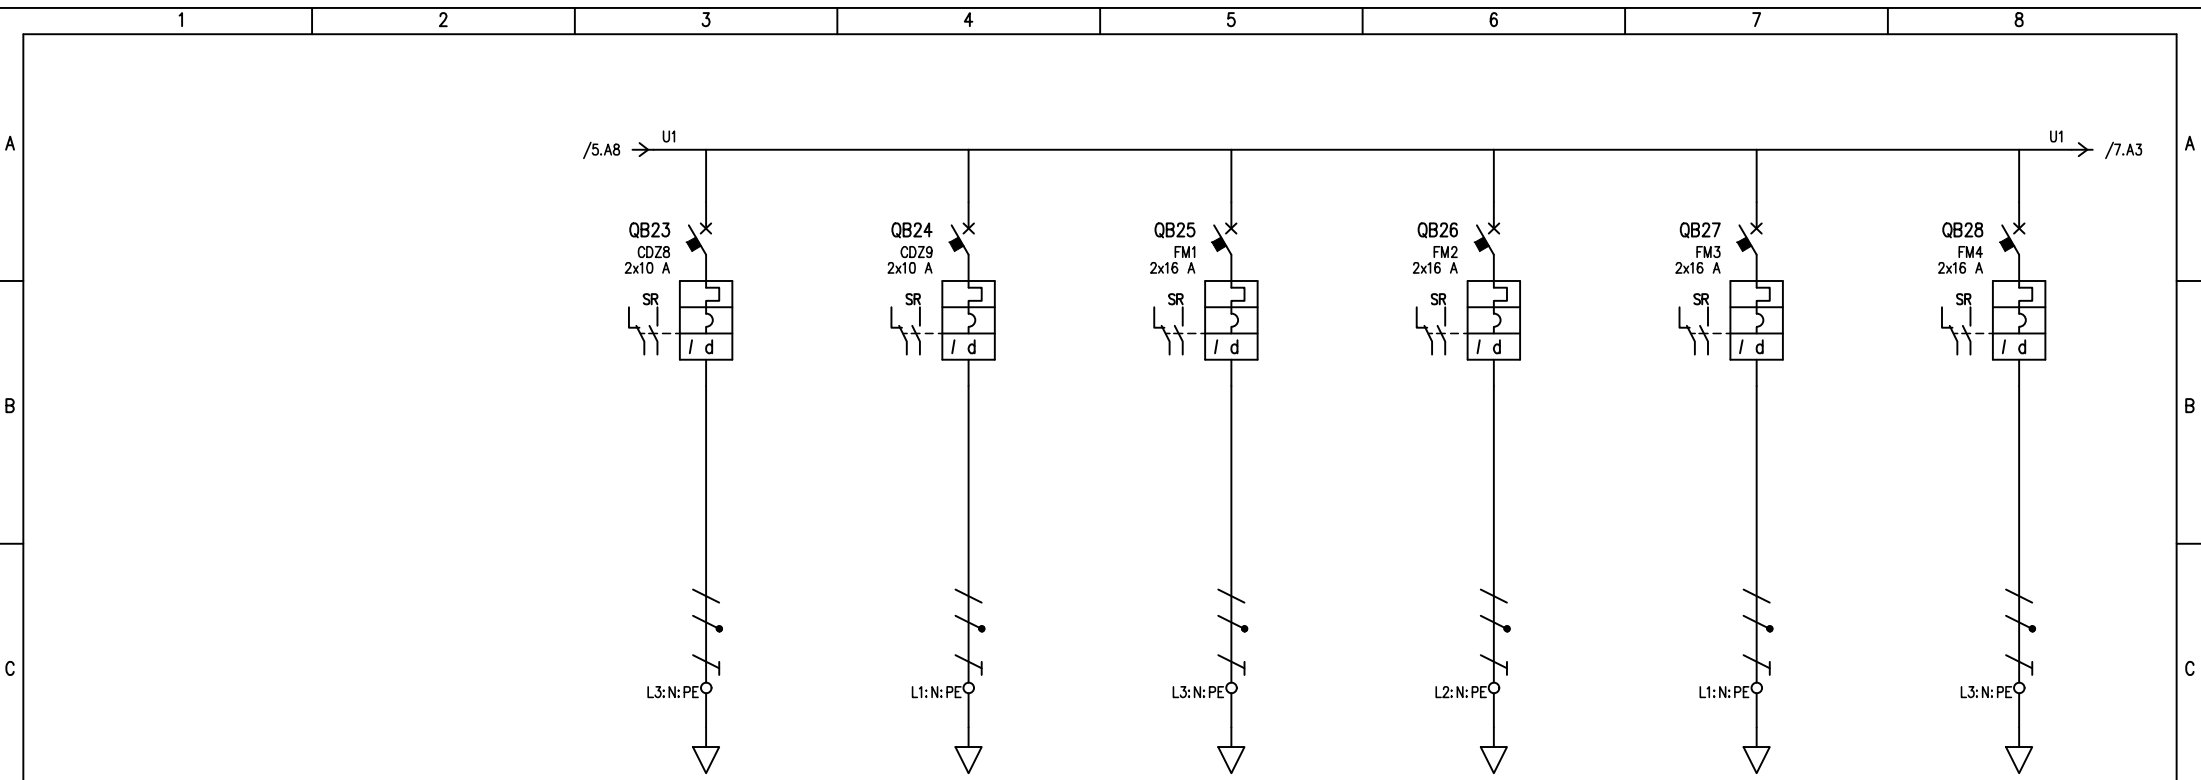 1 2 3 4 5 6 7 8
A A
U1 U1
/5.A8 /7.A3
QB23 QB24 QB25 QB26 QB27 QB28
CDZ8 CDZ9 FM1 FM2 FM3 FM4
2x10 A 2x10 A 2x16 A 2x16 A 2x16 A 2x16 A
SR SR SR SR SR SR
I d I d I d I d I d I d
B B
C C
L3:N:PE L1:N:PE L3:N:PE L2:N:PE L1:N:PE L3:N:PE